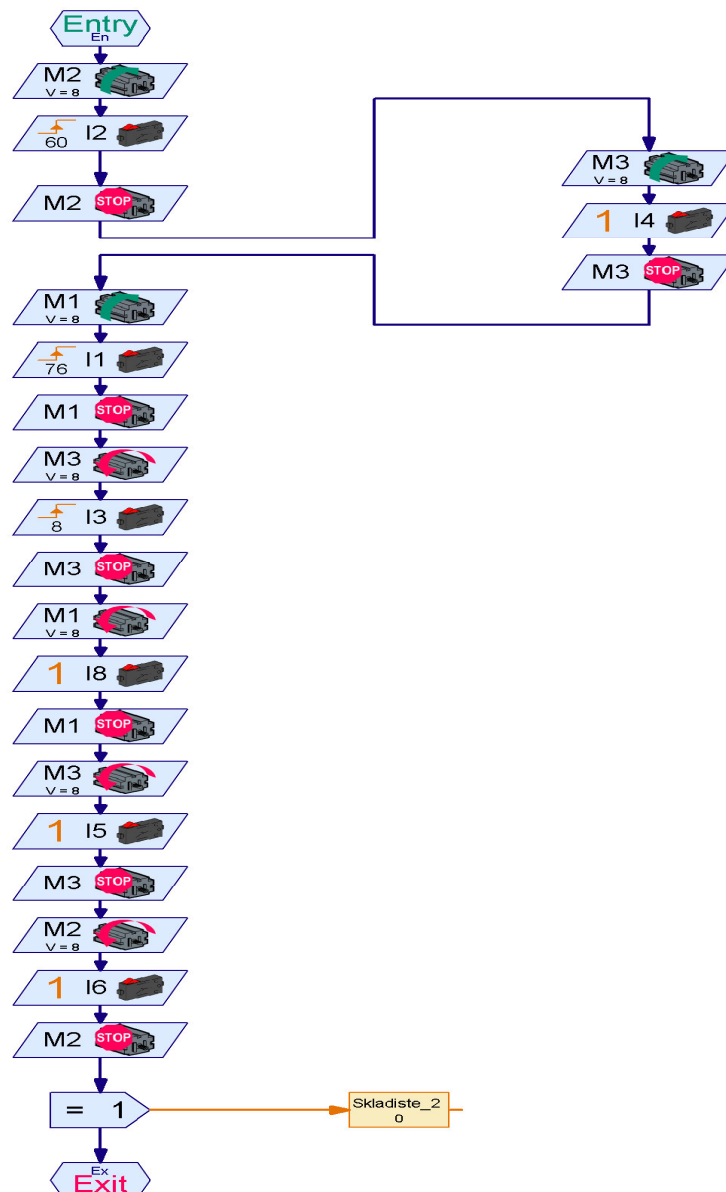 Entry
En
M2
V = 8
60 I2
M2 STOP
M3
V = 8
1 I4
M3 STOP
M1
V = 8
76 I1
M1 STOP
M3
V = 8
8 I3
M3 STOP
M1
V = 8
1 I8
M1 STOP
M3
V = 8
1 I5
M3 STOP
M2
V = 8
1 I6
M2 STOP
= 1
Skladiste_2
0
Ex
Exit